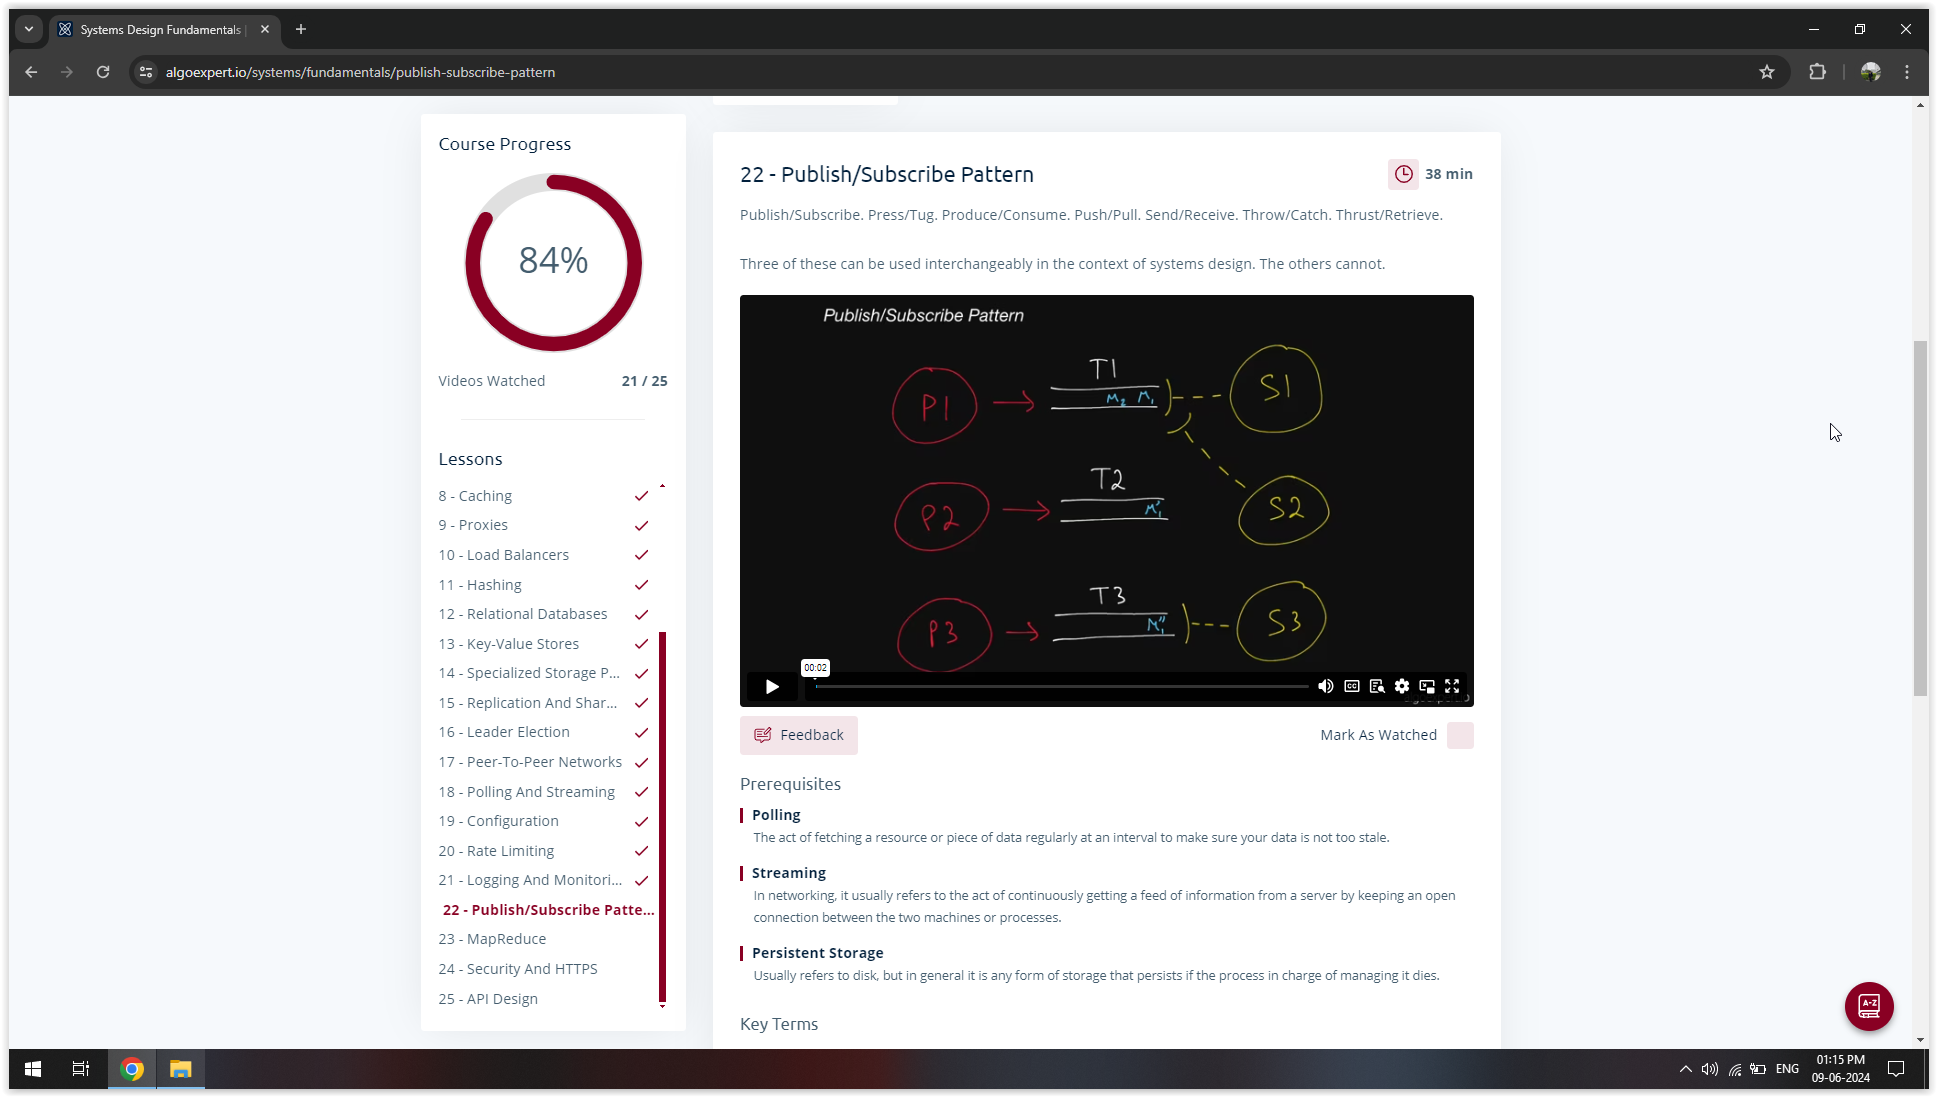 Systems Design Fundamentals |
algoexpert.io/systems/fundamentals/publish-subscribe-pattern
Course Progress
84%
Videos Watched 21 / 25
Lessons
8 - Caching
9 - Proxies
10 - Load Balancers
11 - Hashing
12 - Relational Databases
13 - Key-Value Stores
14 - Specialized Storage P...
15 - Replication And Shar...
16 - Leader Election
17 - Peer-To-Peer Networks
18 - Polling And Streaming
19 - Configuration
20 - Rate Limiting
21 - Logging And Monitori...
22 - Publish/Subscribe Patte...
23 - MapReduce
24 - Security And HTTPS
25 - API Design
22 - Publish/Subscribe Pattern
38 min
Publish/Subscribe. Press/Tug. Produce/Consume. Push/Pull. Send/Receive. Throw/Catch. Thrust/Retrieve.
Three of these can be used interchangeably in the context of systems design. The others cannot.
Publish/Subscribe Pattern
P1 T1 M2 M1 S1
P2 T2 M1' S2
P3 T3 M1'' S3
00:02
CC
Feedback
Mark As Watched
Prerequisites
Polling
The act of fetching a resource or piece of data regularly at an interval to make sure your data is not too stale.
Streaming
In networking, it usually refers to the act of continuously getting a feed of information from a server by keeping an open
connection between the two machines or processes.
Persistent Storage
Usually refers to disk, but in general it is any form of storage that persists if the process in charge of managing it dies.
Key Terms
A-Z
ENG
01:15 PM
09-06-2024